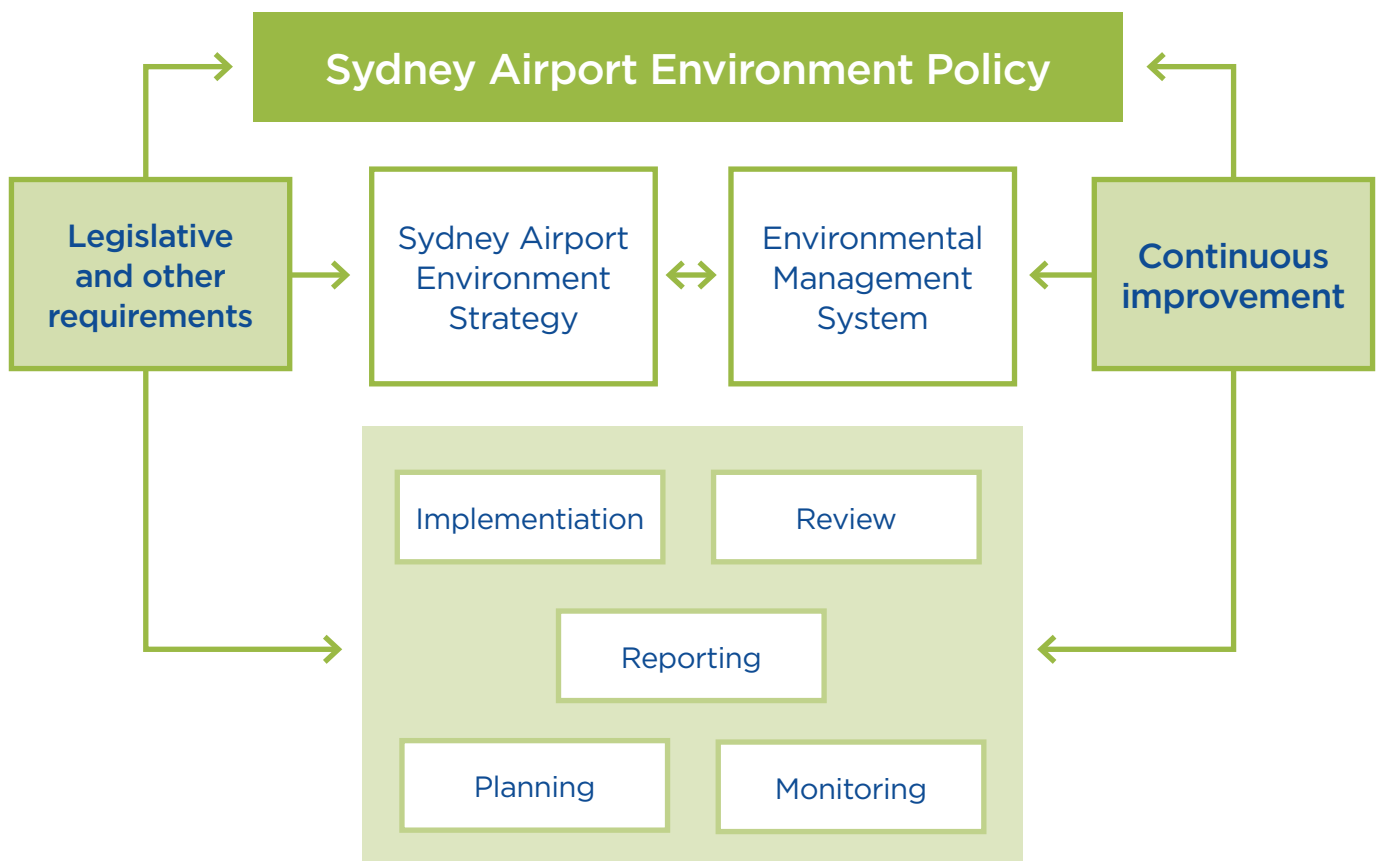 Sydney Airport Environment Policy
Legislative
and other
requirements
Sydney Airport
Environment
Strategy
Environmental
Management
System
Continuous
improvement
Implementiation
Review
Reporting
Planning
Monitoring